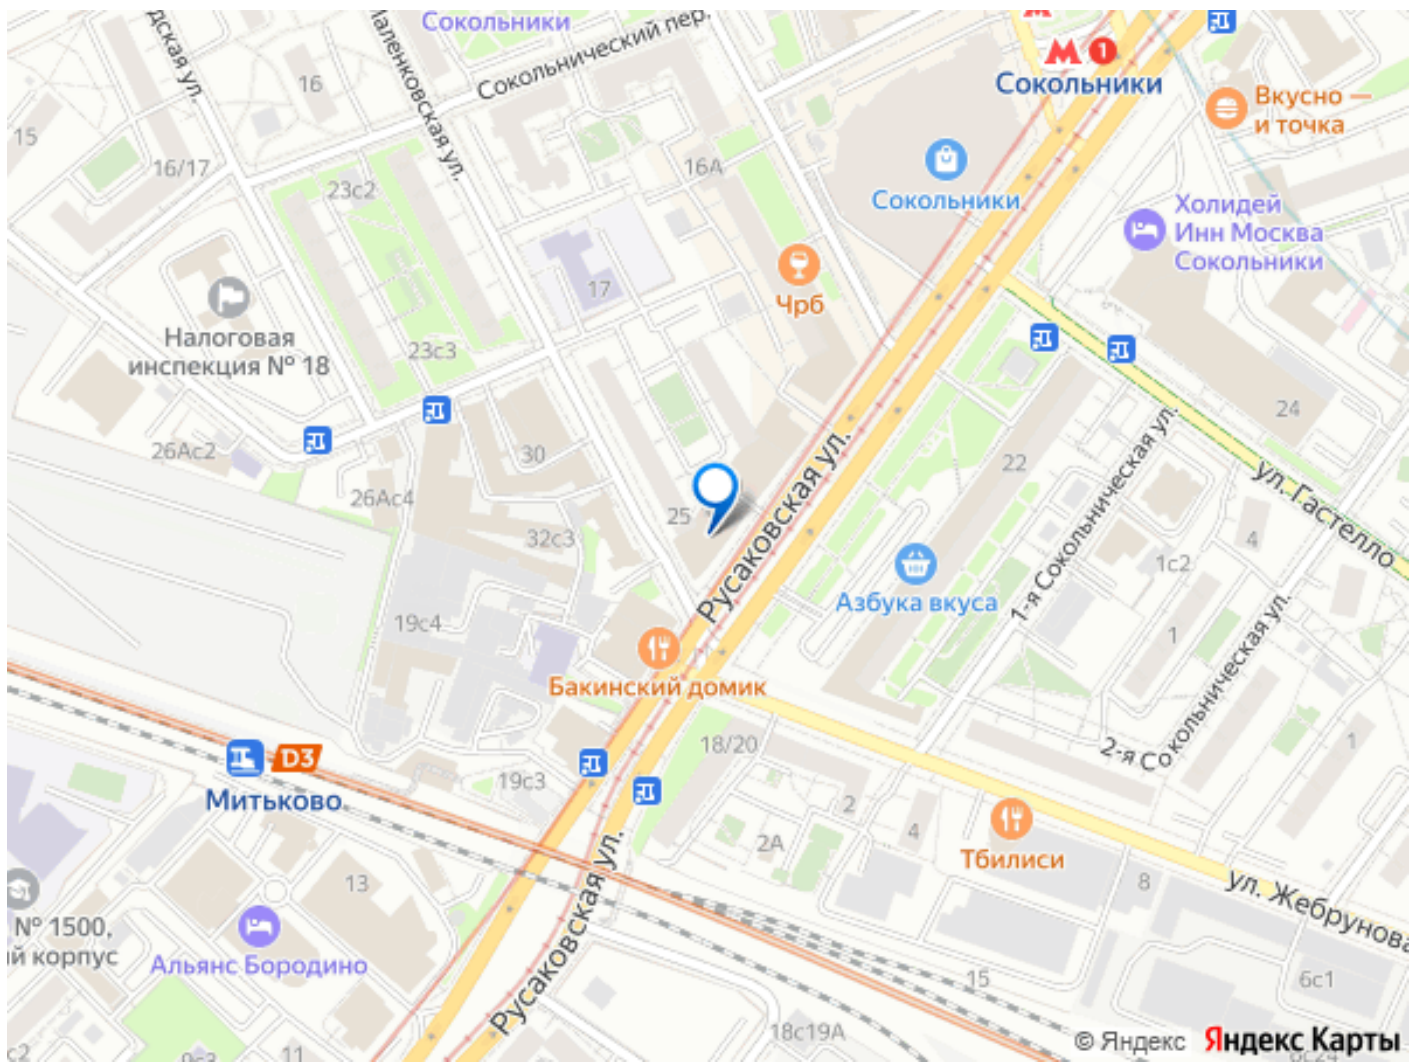 Сокольники
Сокольнический пер.
Маленковская ул.
дская ул.
1
Сокольники
Вкусно —
и точка
16
15
16/17
23с2
16А
Сокольники
Холидей
Инн Москва
Сокольники
17
Чрб
Налоговая
инспекция № 18
23с3
24
26Ас2
30
22
Русаковская ул.
1-я Сокольническая ул.
ул. Гастелло
26Ас4
25
32с3
4
1с2
Азбука вкуса
19с4
1
2-я Сокольническая ул.
Бакинский домик
18/20
1
D3
Митьково
19с3
2
4
2А
Тбилиси
Русаковская ул.
13
8
ул. Жебрунова
№ 1500,
й корпус
Альянс Бородино
15
6с1
18с19А
с2
9с3
11
© Яндекс
Яндекс Карты